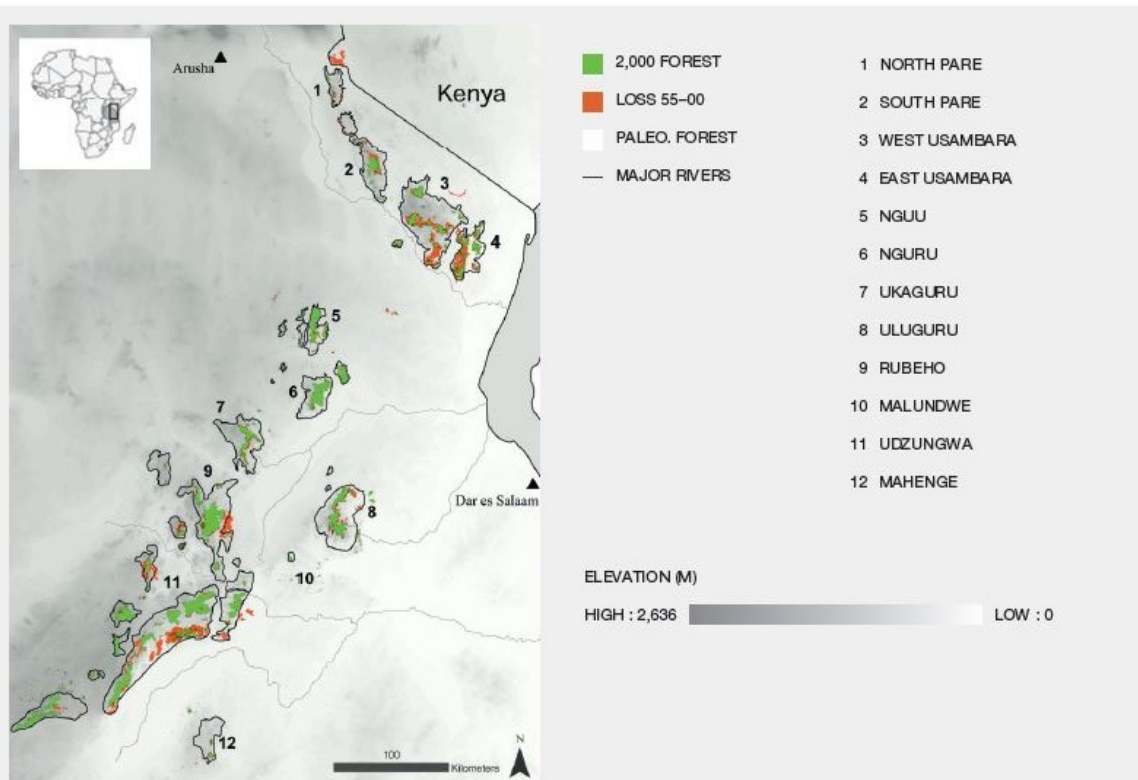 Arusha
Kenya
1
2
3
4
5
6
7
8
9
10
11
12
Dar es Salaam
100
Kilometers
N
2,000 FOREST
LOSS 55–00
PALEO. FOREST
MAJOR RIVERS
1 NORTH PARE
2 SOUTH PARE
3 WEST USAMBARA
4 EAST USAMBARA
5 NGUU
6 NGURU
7 UKAGURU
8 ULUGURU
9 RUBEHO
10 MALUNDWE
11 UDZUNGWA
12 MAHENGE
ELEVATION (M)
HIGH : 2,636 LOW : 0